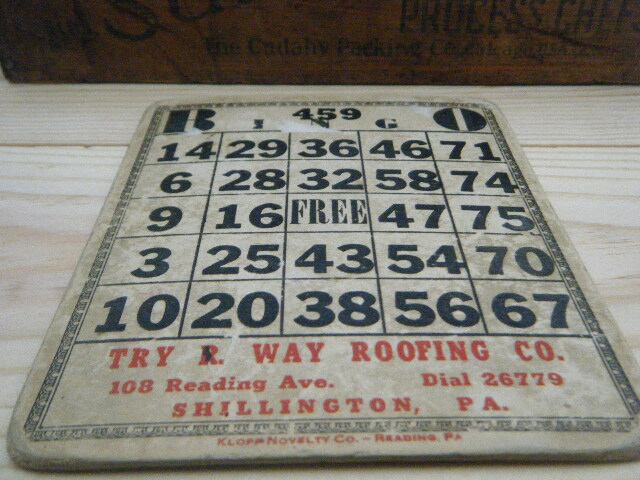 PROCESS CHEE
The Cudahy Packing Co.
459
B I N G O
14 29 36 46 71
6 28 32 58 74
9 16 FREE 47 75
3 25 43 54 70
10 20 38 56 67
TRY R. WAY ROOFING CO.
108 Reading Ave. Dial 26779
SHILLINGTON, PA.
KLOPP NOVELTY CO. - READING, PA